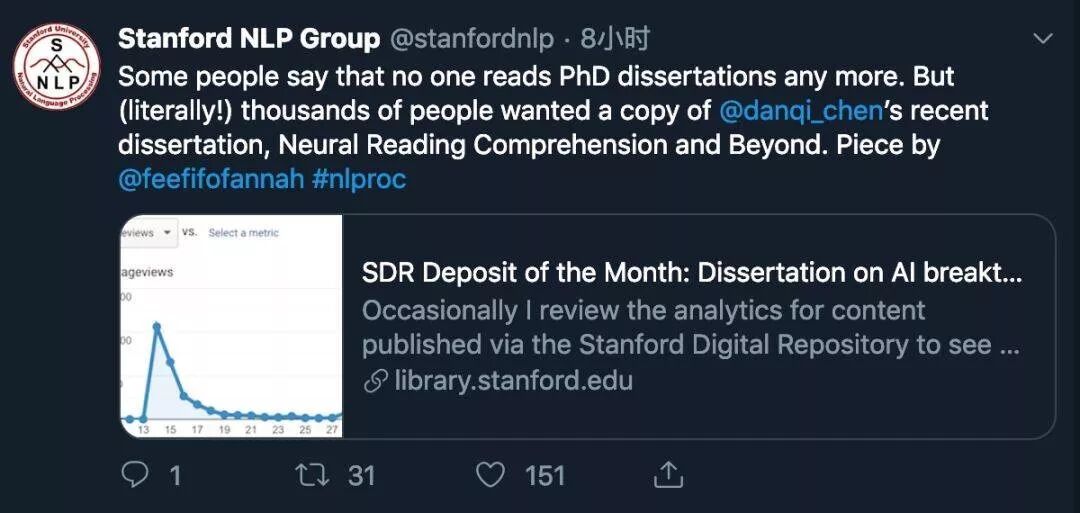 Stanford University
S
NLP
Natural Language Processing
Stanford NLP Group @stanfordnlp · 8小时
Some people say that no one reads PhD dissertations any more. But
(literally!) thousands of people wanted a copy of @danqi_chen's recent
dissertation, Neural Reading Comprehension and Beyond. Piece by
@feefifofannah #nlproc
eviews vs. Select a metric
ageviews
00
00
13 15 17 19 21 23 25 27
SDR Deposit of the Month: Dissertation on AI breakt...
Occasionally I review the analytics for content
published via the Stanford Digital Repository to see ...
library.stanford.edu
1 31 151